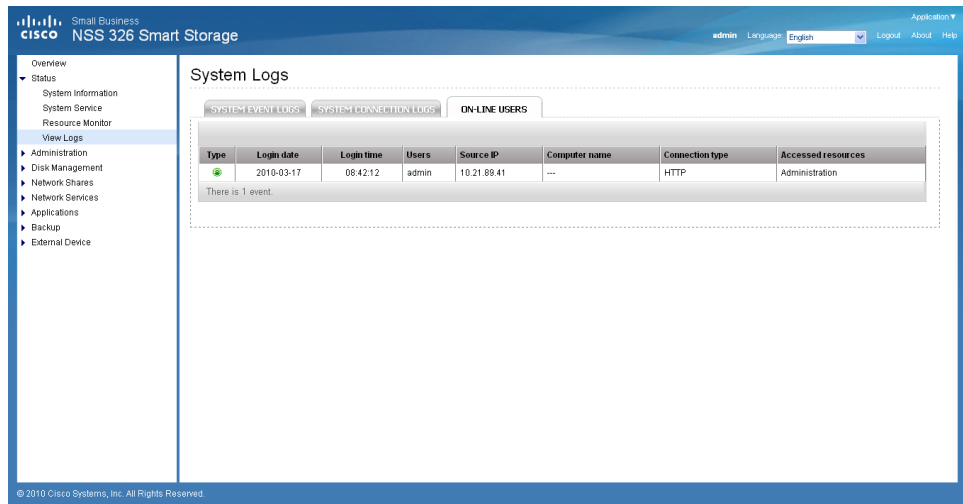 Application▼
Small Business
CISCO NSS 326 Smart Storage
admin Language: English Logout About Help
Overview
Status
System Information
System Service
Resource Monitor
View Logs
Administration
Disk Management
Network Shares
Network Services
Applications
Backup
External Device
System Logs
SYSTEM EVENT LOGS SYSTEM CONNECTION LOGS ON-LINE USERS
Type Login date Login time Users Source IP Computer name Connection type Accessed resources
2010-03-17 08:42:12 admin 10.21.89.41 --- HTTP Administration
There is 1 event.
© 2010 Cisco Systems, Inc. All Rights Reserved.